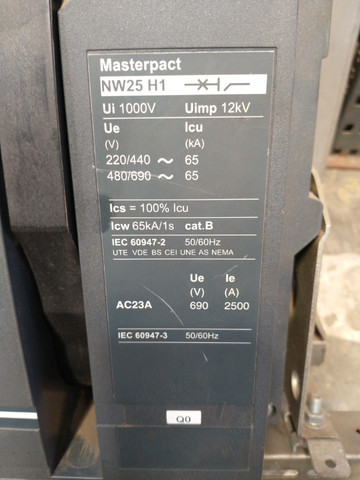 Masterpact
NW25 H1
Ui 1000V Uimp 12kV
Ue Icu
(V) (kA)
220/440 ~ 65
480/690 ~ 65
Ics = 100% Icu
Icw 65kA/1s cat.B
IEC 60947-2 50/60Hz
UTE VDE BS CEI UNE AS NEMA
Ue Ie
(V) (A)
AC23A 690 2500
IEC 60947-3 50/60Hz
Q0